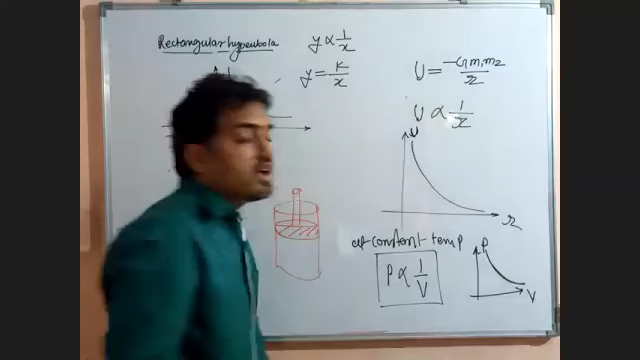 Rectangular hyperbola
y ∝ 1/x
y = K/x
U = -Gm₁m₂/r
U ∝ 1/r
U
r
at constant temp
P ∝ 1/V
P
V